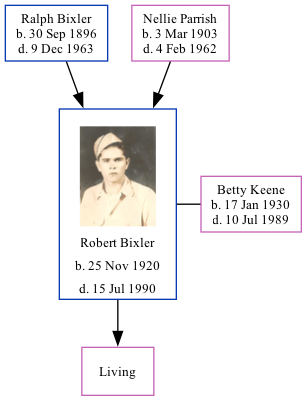 Ralph Bixler
b. 30 Sep 1896
d. 9 Dec 1963
Nellie Parrish
b. 3 Mar 1903
d. 4 Feb 1962
Robert Bixler
b. 25 Nov 1920
d. 15 Jul 1990
Betty Keene
b. 17 Jan 1930
d. 10 Jul 1989
Living